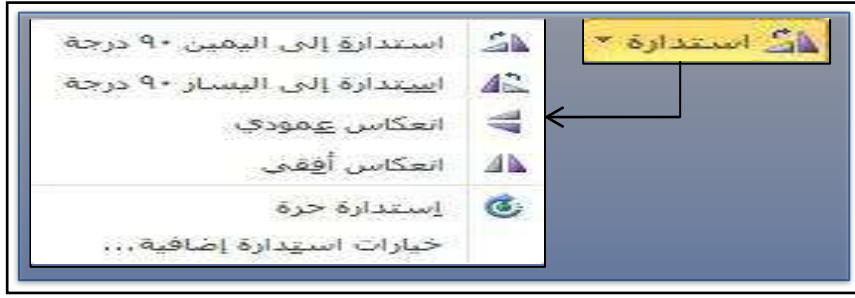 استدارة
استدارة إلى اليمين ٩٠ درجة
استدارة إلى اليسار ٩٠ درجة
انعكاس عمودي
انعكاس أفقي
إستدارة حرة
خيارات استدارة إضافية...